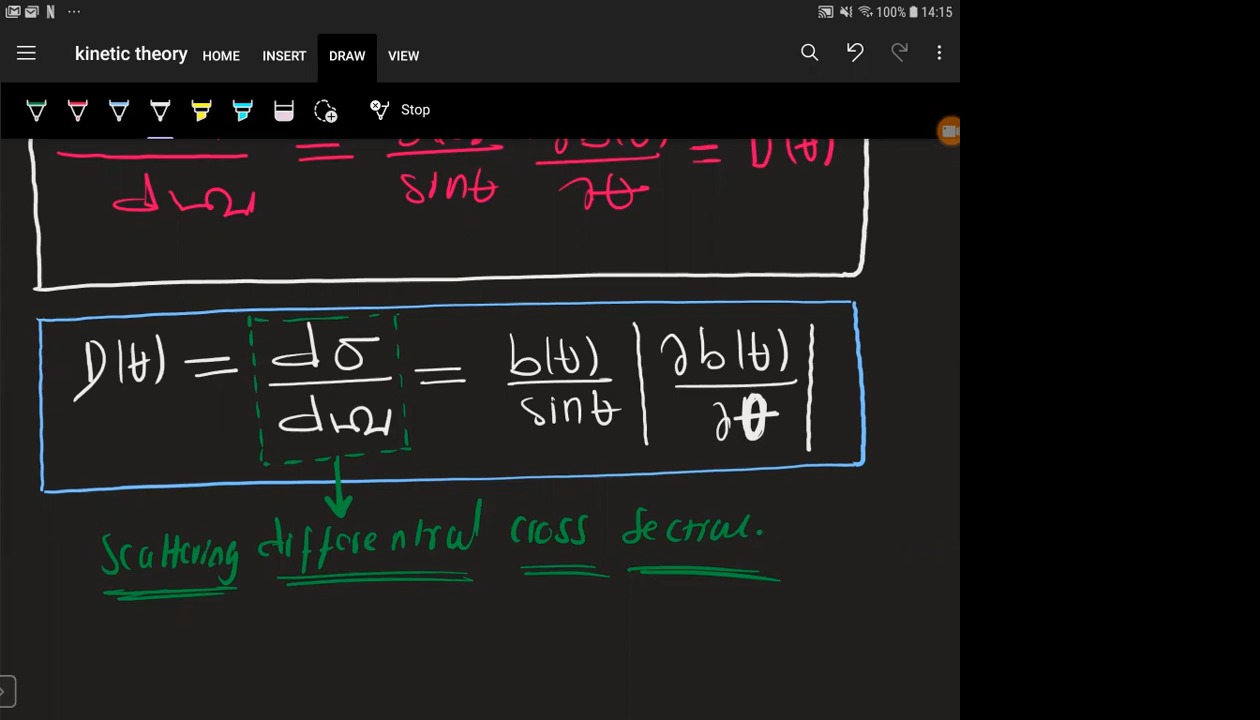 N ... 100% 14:15
kinetic theory HOME INSERT DRAW VIEW
Stop
dω = sinθ ∂θ = D(θ)
D(θ) = dσ/dω = b(θ)/sinθ |∂b(θ)/∂θ|
Scattering differential cross section.